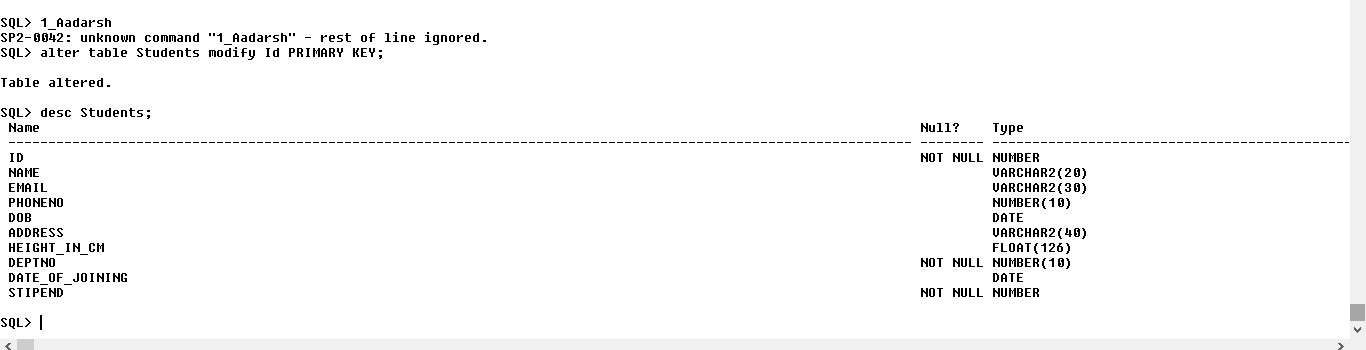 SQL> 1_Aadarsh
SP2-0042: unknown command "1_Aadarsh" - rest of line ignored.
SQL> alter table Students modify Id PRIMARY KEY;
Table altered.
SQL> desc Students;
Name Null? Type
----------------------------------------------------------------------------------------------------------------- -------- ---------------------------------------------
ID NOT NULL NUMBER
NAME VARCHAR2(20)
EMAIL VARCHAR2(30)
PHONENO NUMBER(10)
DOB DATE
ADDRESS VARCHAR2(40)
HEIGHT_IN_CM FLOAT(126)
DEPTNO NOT NULL NUMBER(10)
DATE_OF_JOINING DATE
STIPEND NOT NULL NUMBER
SQL>